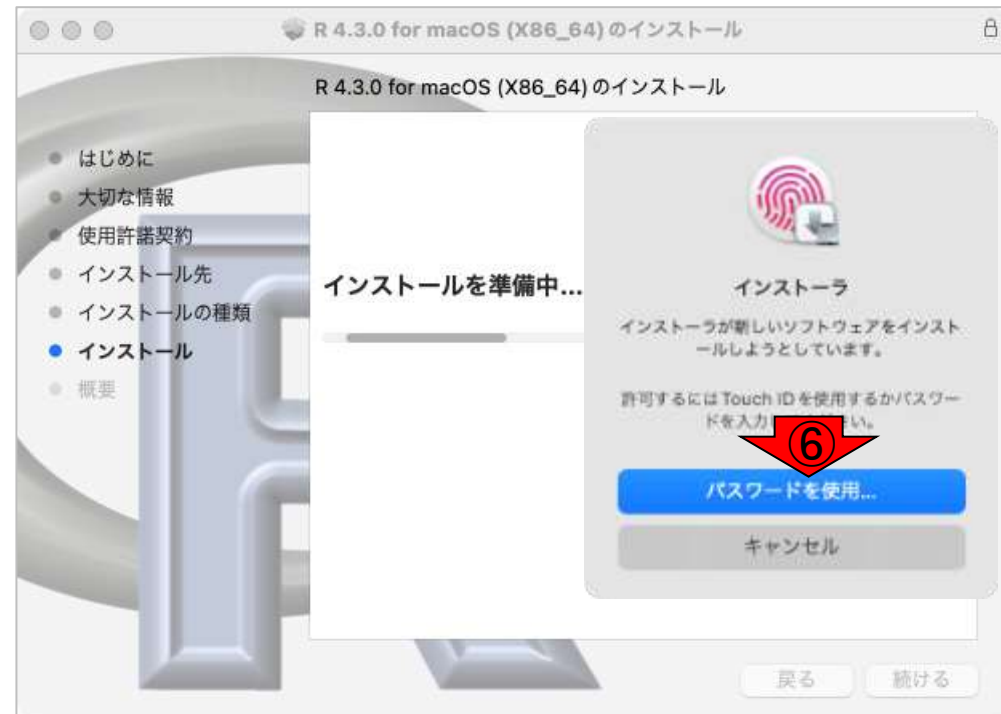 R 4.3.0 for macOS (X86_64)のインストール
R 4.3.0 for macOS (X86_64)のインストール
はじめに
大切な情報
使用許諾契約
インストール先
インストールの種類
インストール
概要
インストールを準備中...
インストーラ
インストーラが新しいソフトウェアをインスト
ールしようとしています。
許可するには Touch ID を使用するかパスワー
ドを入力 い。
⑥
パスワードを使用...
キャンセル
戻る
続ける